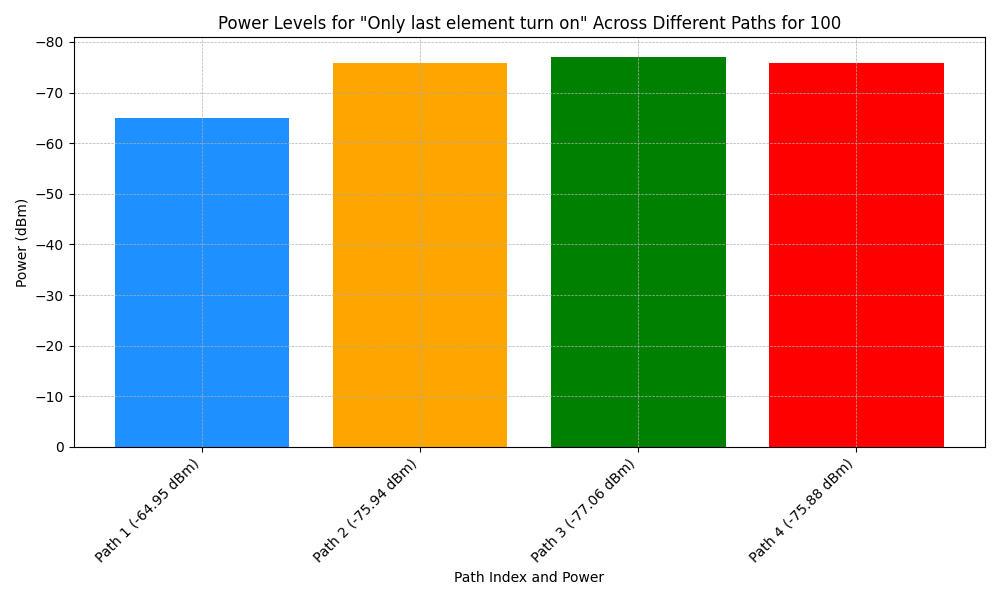 Power Levels for "Only last element turn on" Across Different Paths for 100
Power (dBm)
−80
−70
−60
−50
−40
−30
−20
−10
0
Path 1 (-64.95 dBm)
Path 2 (-75.94 dBm)
Path 3 (-77.06 dBm)
Path 4 (-75.88 dBm)
Path Index and Power